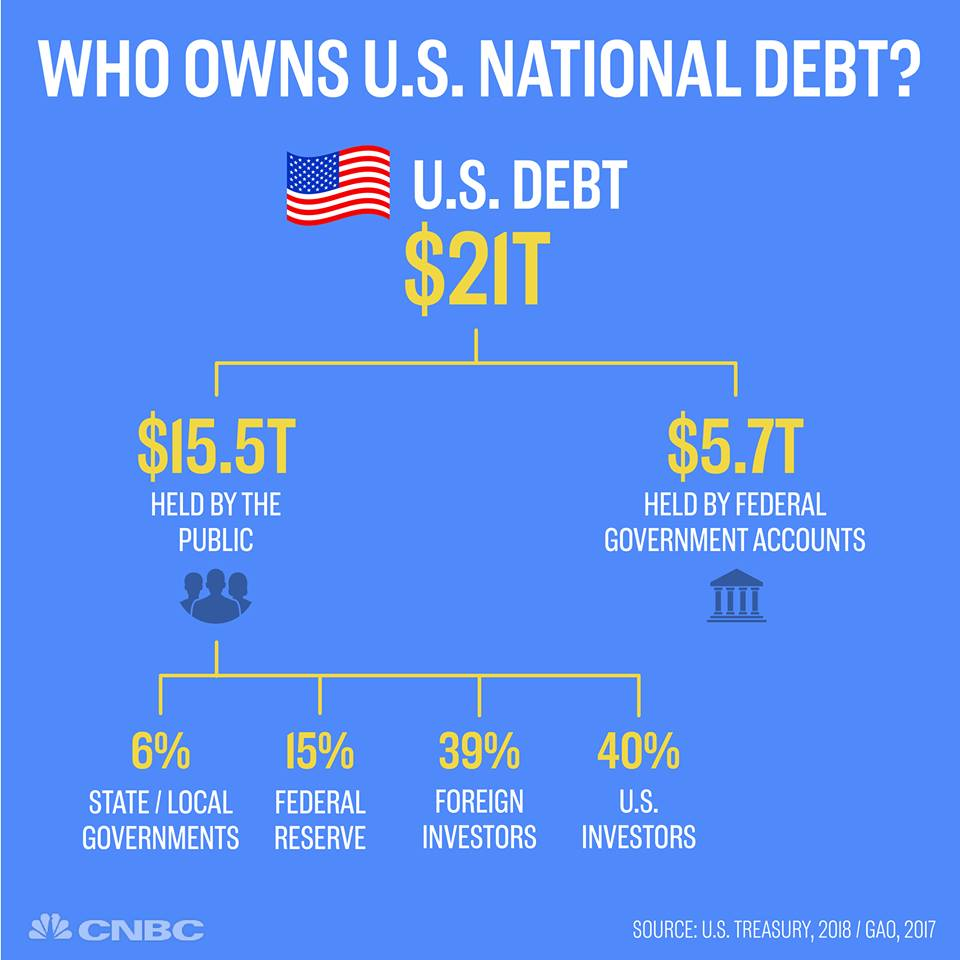 WHO OWNS U.S. NATIONAL DEBT?
U.S. DEBT
$21T
$15.5T
HELD BY THE
PUBLIC
$5.7T
HELD BY FEDERAL
GOVERNMENT ACCOUNTS
6%
STATE / LOCAL
GOVERNMENTS
15%
FEDERAL
RESERVE
39%
FOREIGN
INVESTORS
40%
U.S.
INVESTORS
CNBC
SOURCE: U.S. TREASURY, 2018 / GAO, 2017